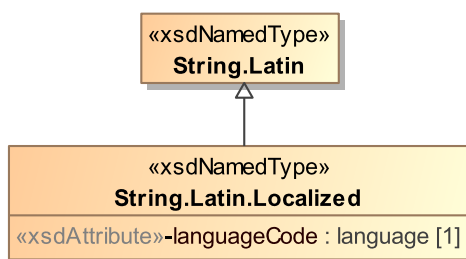 «xsdNamedType»
String.Latin
«xsdNamedType»
String.Latin.Localized
«xsdAttribute»-languageCode : language [1]